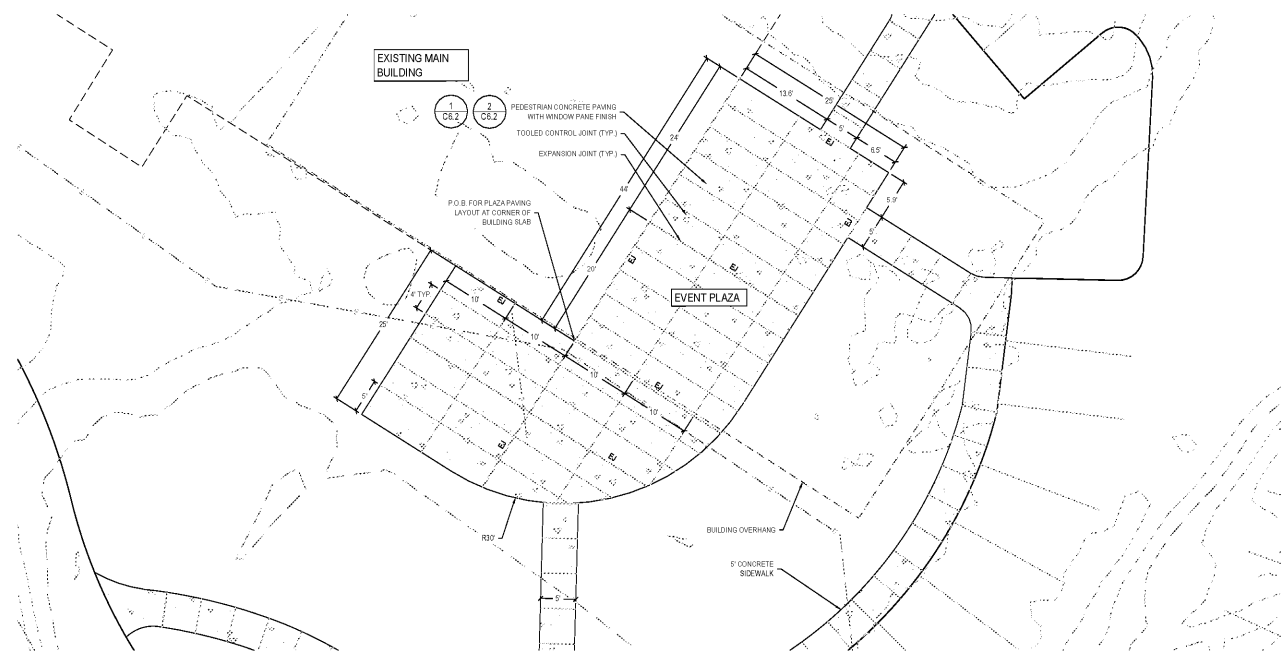 EXISTING MAIN
BUILDING
1
C6.2
2
C6.2
PEDESTRIAN CONCRETE PAVING
WITH WINDOW PANE FINISH
TOOLED CONTROL JOINT (TYP.)
EXPANSION JOINT (TYP.)
P.O.B. FOR PLAZA PAVING
LAYOUT AT CORNER OF
BUILDING SLAB
13.6'
25'
5'
6.5'
EJ
24'
44'
5.9'
EJ
5'
20'
EJ
EJ
EVENT PLAZA
4' TYP.
10'
EJ
25'
10'
10'
EJ
10'
EJ
EJ
R30'
BUILDING OVERHANG
5' CONCRETE
SIDEWALK
5'